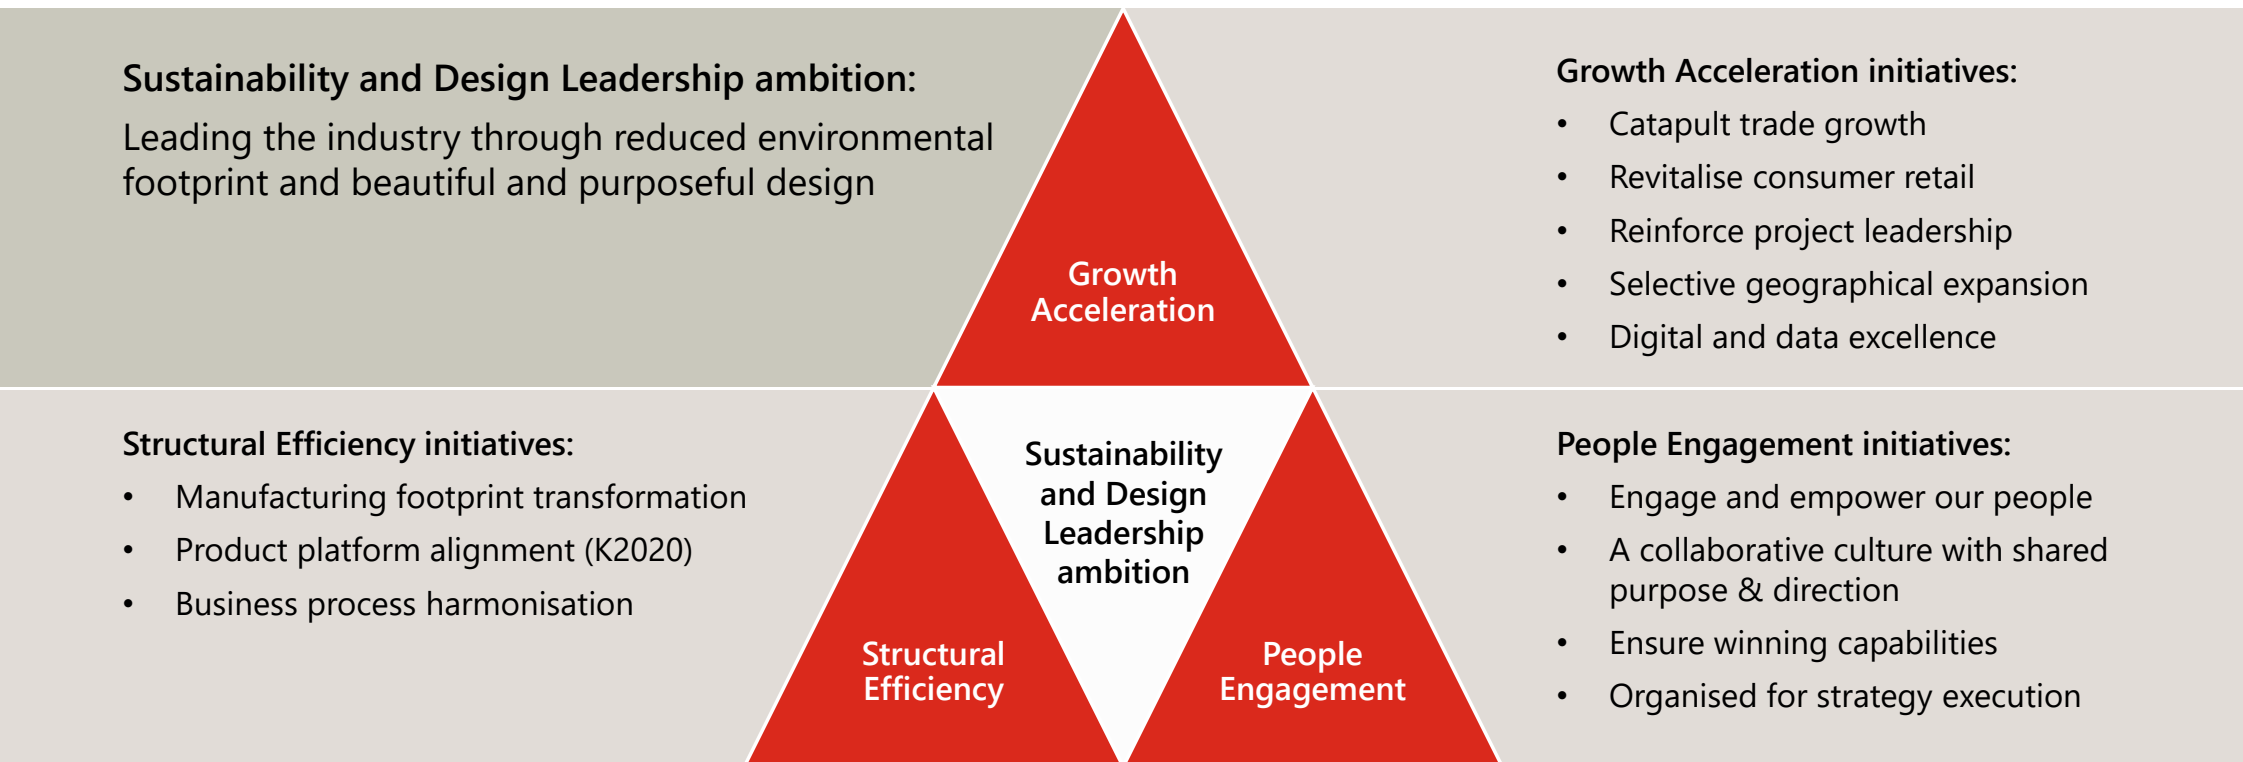 Sustainability and Design Leadership ambition:
Leading the industry through reduced environmental
footprint and beautiful and purposeful design
Growth Acceleration initiatives:
• Catapult trade growth
• Revitalise consumer retail
• Reinforce project leadership
• Selective geographical expansion
• Digital and data excellence
Growth
Acceleration
Structural Efficiency initiatives:
• Manufacturing footprint transformation
• Product platform alignment (K2020)
• Business process harmonisation
Sustainability
and Design
Leadership
ambition
Structural
Efficiency
People
Engagement
People Engagement initiatives:
• Engage and empower our people
• A collaborative culture with shared
purpose & direction
• Ensure winning capabilities
• Organised for strategy execution